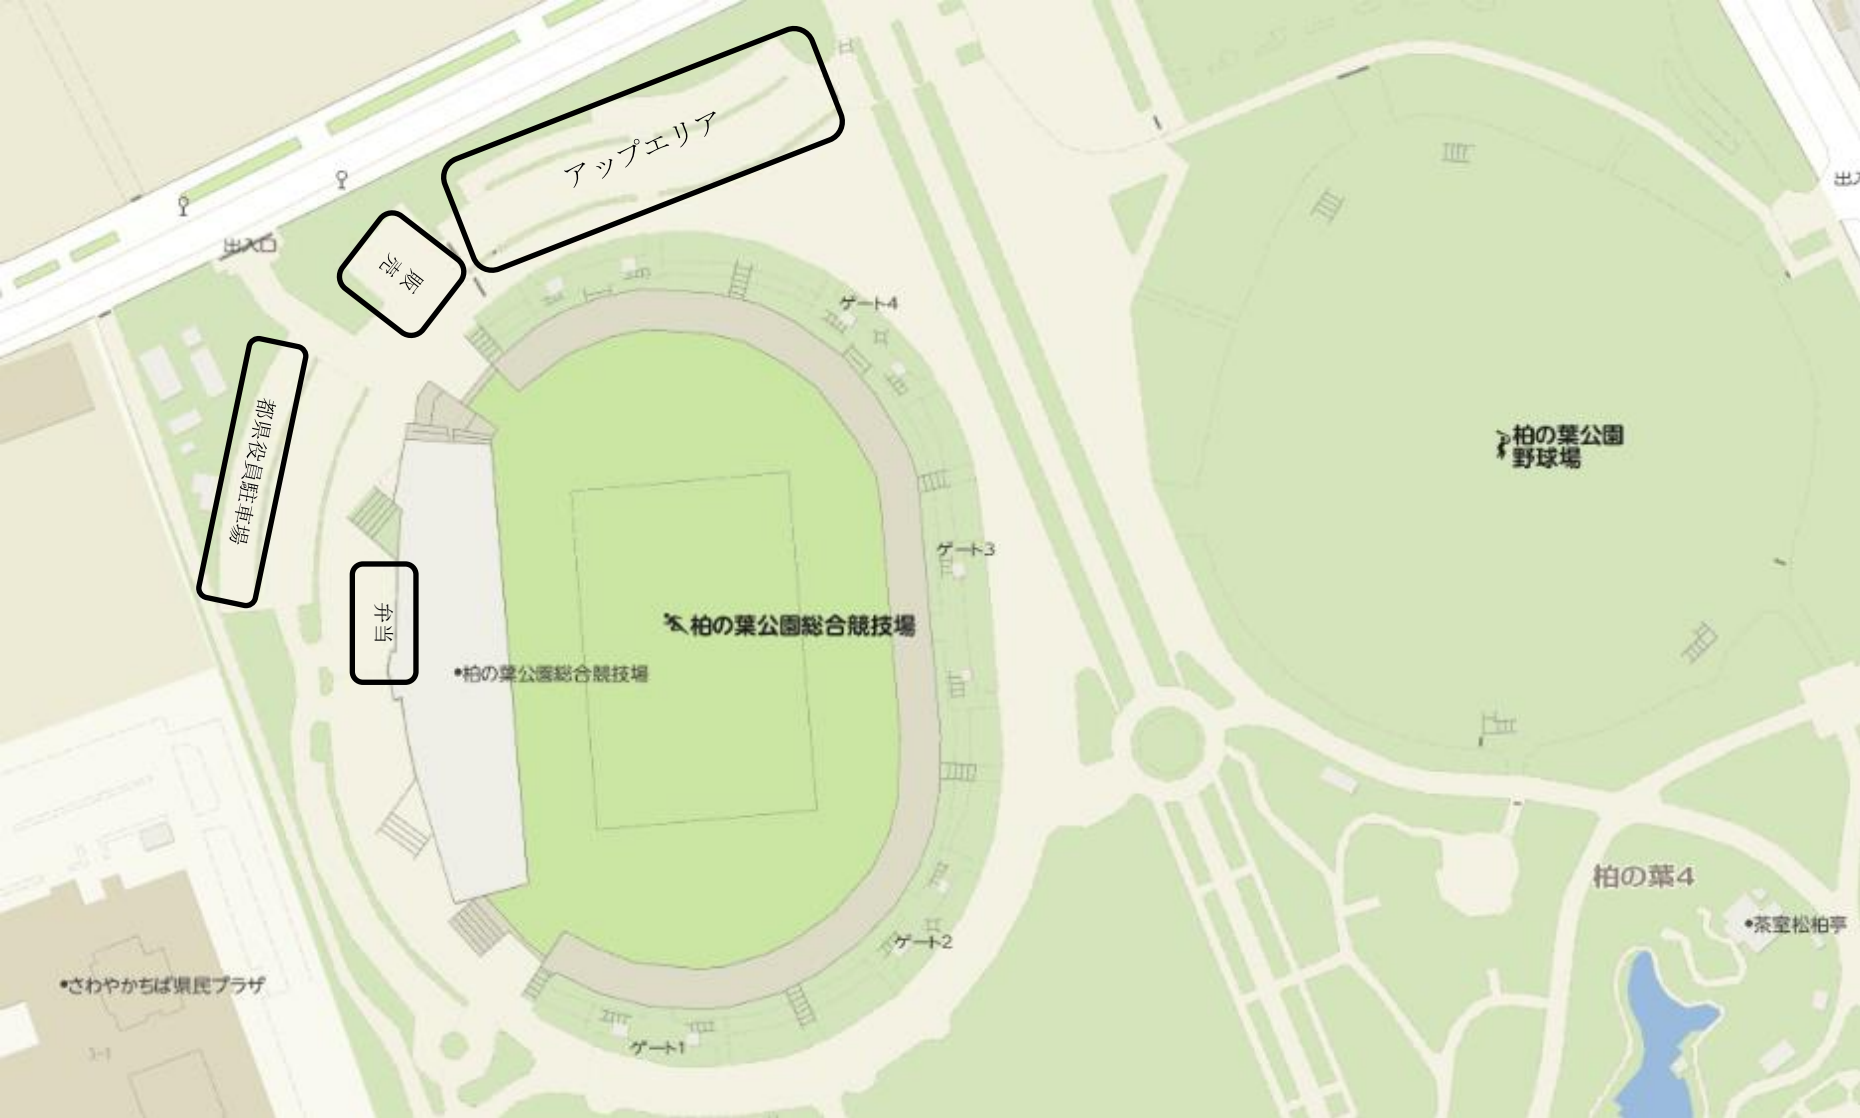 アップエリア
出入口
出入
販売
ゲート4
都県役員駐車場
柏の葉公園
野球場
ゲート3
弁当
柏の葉公園総合競技場
柏の葉公園総合競技場
柏の葉4
茶室松柏亭
ゲート2
さわやかちば県民プラザ
ゲート1